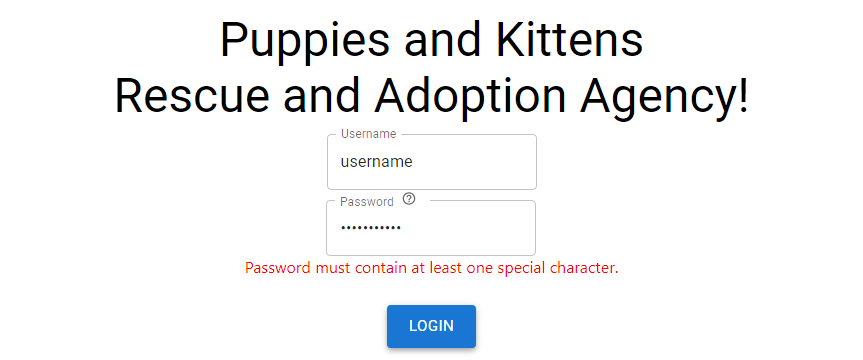 Puppies and Kittens
Rescue and Adoption Agency!
Username
username
Password
•••••••••••
Password must contain at least one special character.
LOGIN